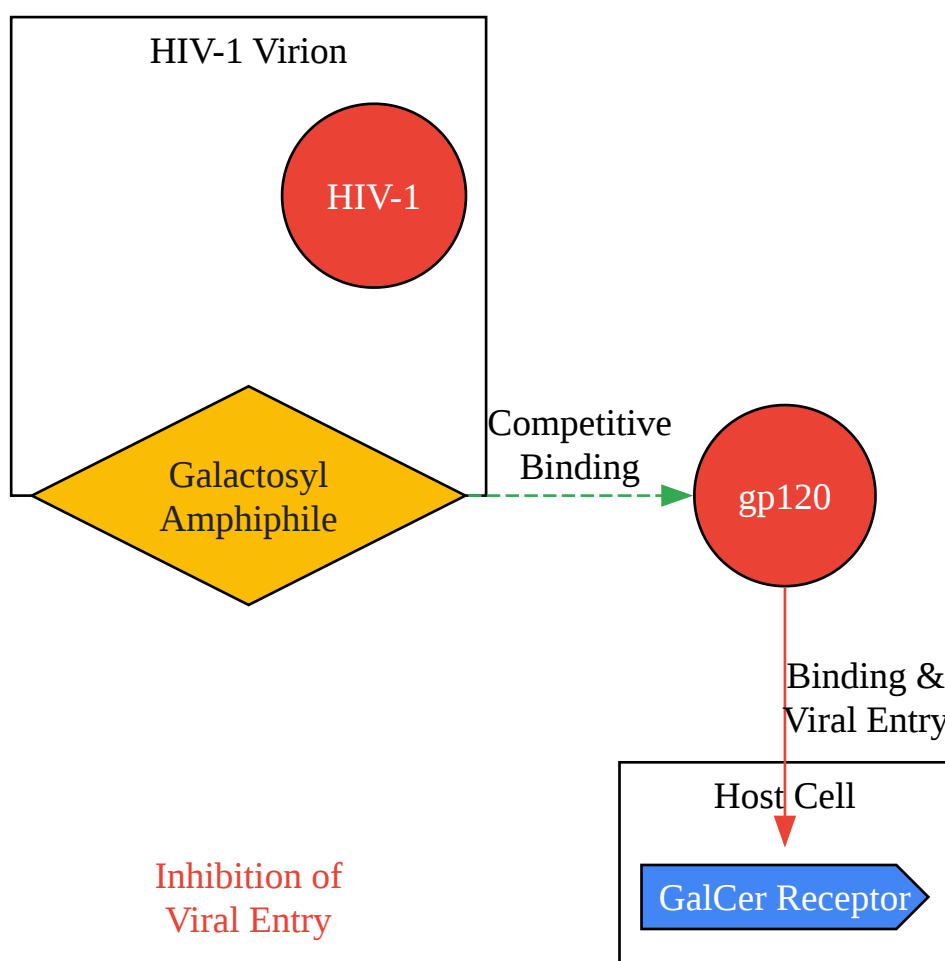 HIV-1 Virion
HIV-1
Galactosyl
Amphiphile
Competitive
Binding
gp120
Binding &
Viral Entry
Host Cell
GalCer Receptor
Inhibition of
Viral Entry